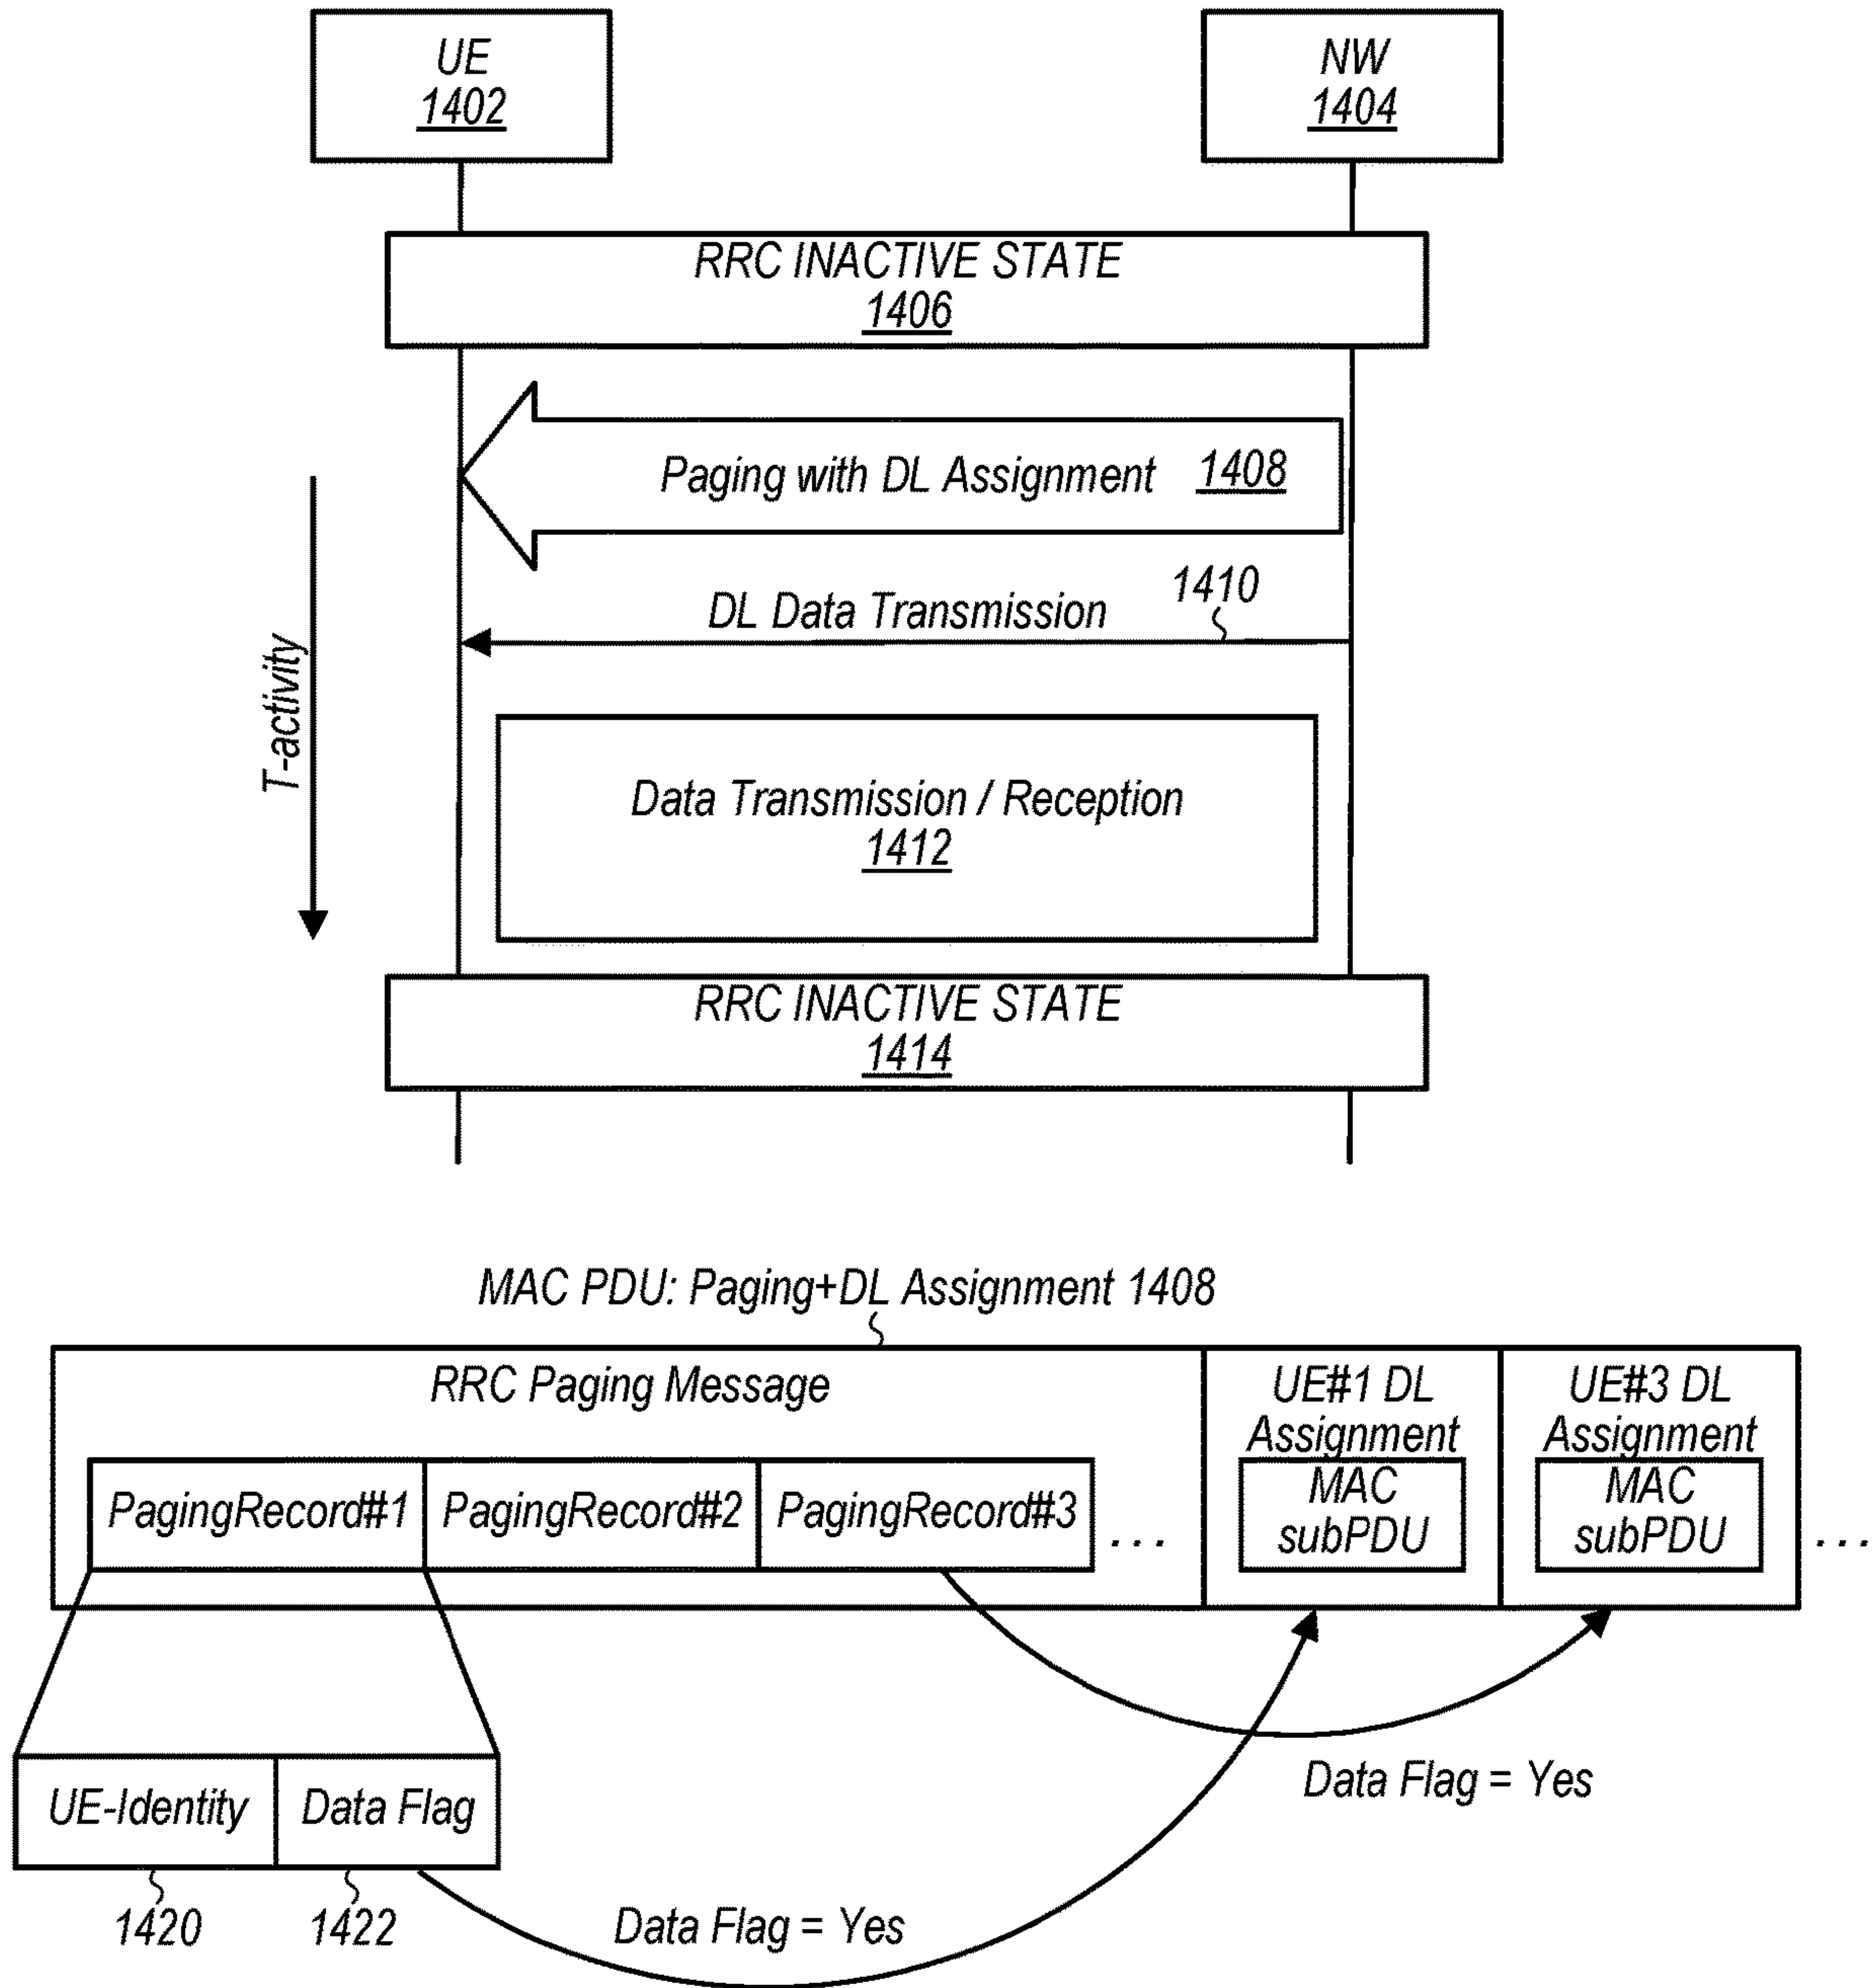 UE
1402
NW
1404
RRC INACTIVE STATE
1406
Paging with DL Assignment 1408
1410
DL Data Transmission
T-activity
Data Transmission / Reception
1412
RRC INACTIVE STATE
1414
MAC PDU: Paging+DL Assignment 1408
RRC Paging Message
UE#1 DL
Assignment
UE#3 DL
Assignment
PagingRecord#1
PagingRecord#2
PagingRecord#3
...
MAC
subPDU
MAC
subPDU
...
UE-Identity
Data Flag
Data Flag = Yes
1420
1422
Data Flag = Yes